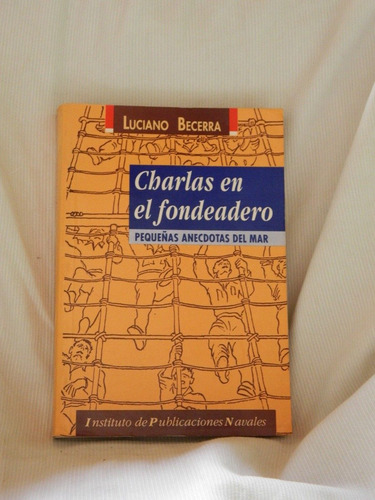 LUCIANO BECERRA
Charlas en
el fondeadero
PEQUEÑAS ANECDOTAS DEL MAR
Instituto de Publicaciones Navales